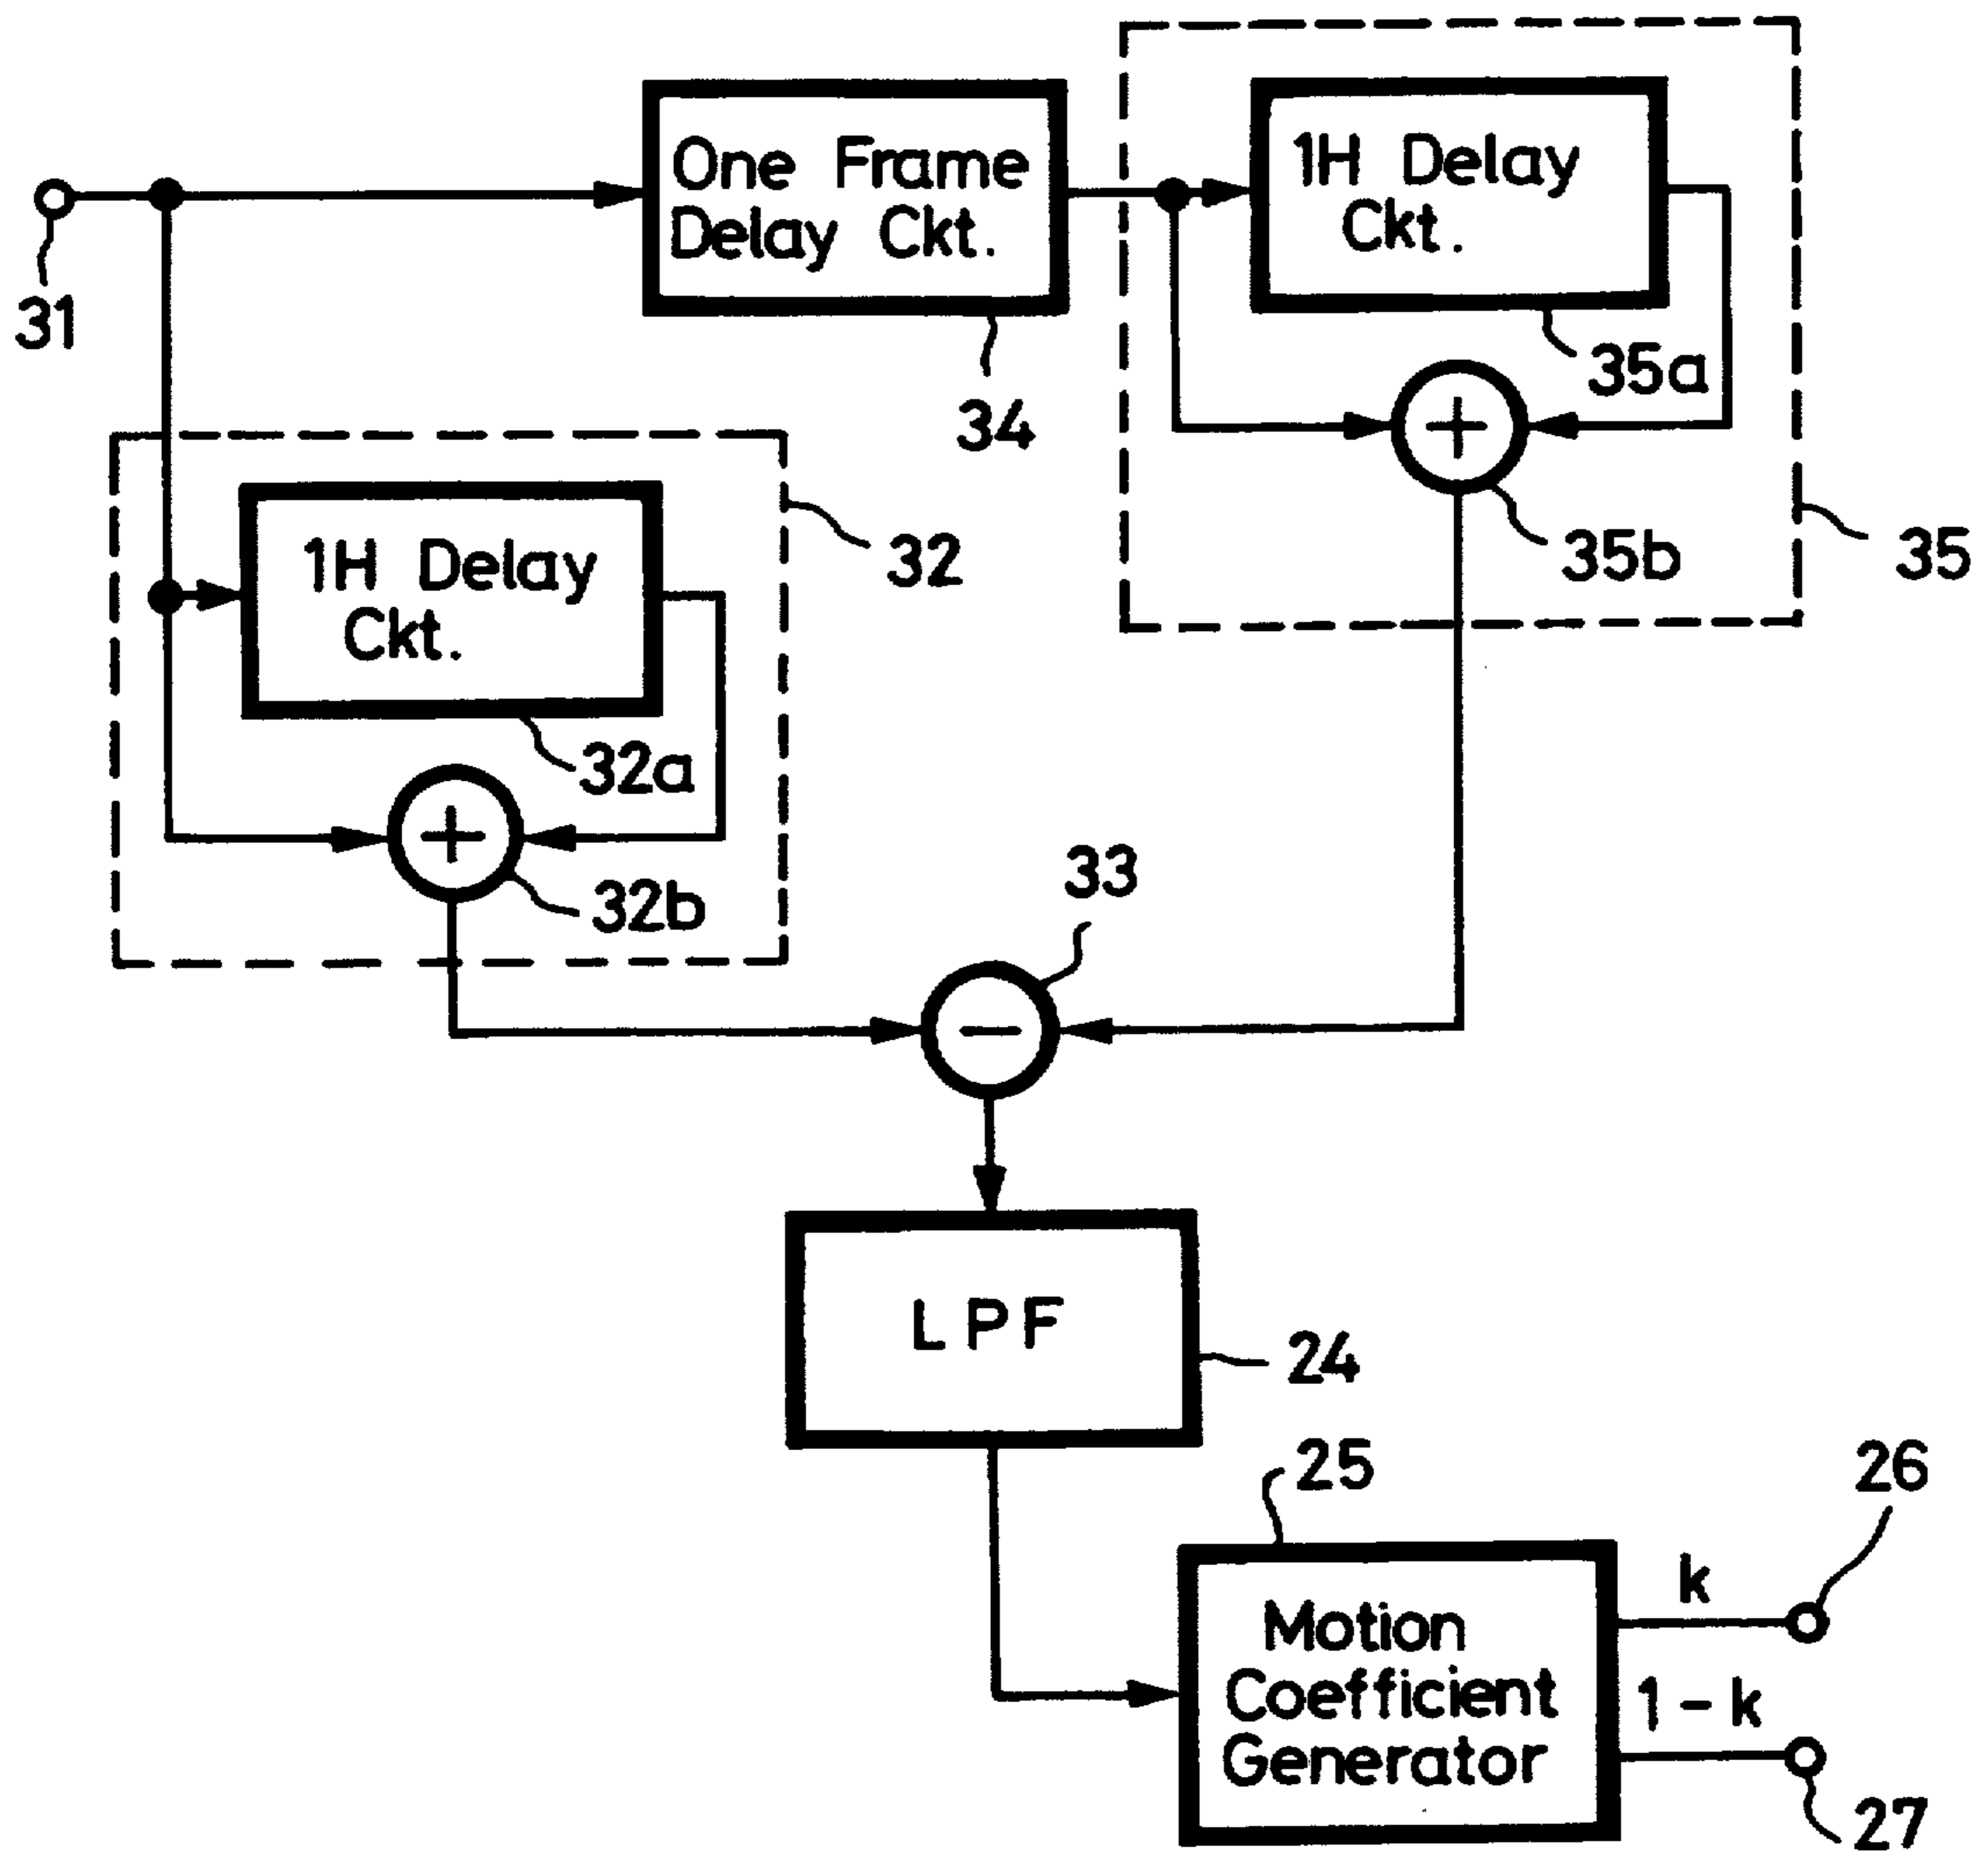 One Frame
Delay Ckt.
1H Delay
Ckt.
31
34
35a
35b
35
1H Delay
Ckt.
32
32a
32b
33
LPF
24
25
26
Motion
Coefficient
Generator
k
1-k
27